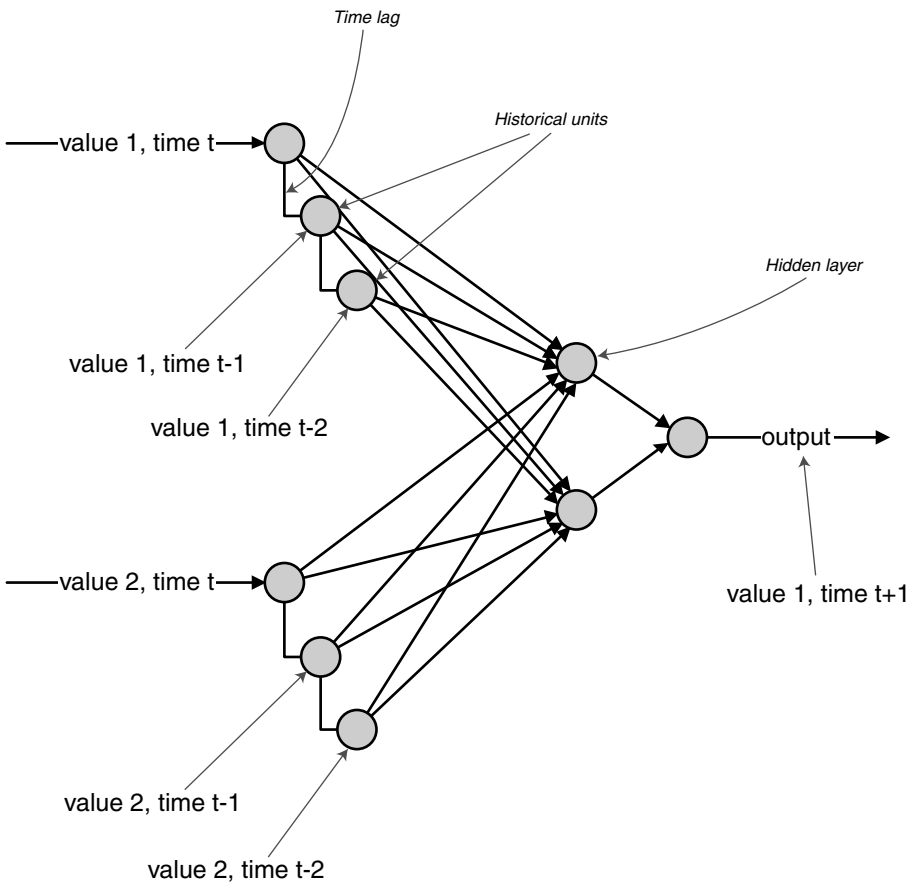 Time lag
Historical units
value 1, time t
Hidden layer
value 1, time t-1
value 1, time t-2
output
value 2, time t
value 1, time t+1
value 2, time t-1
value 2, time t-2